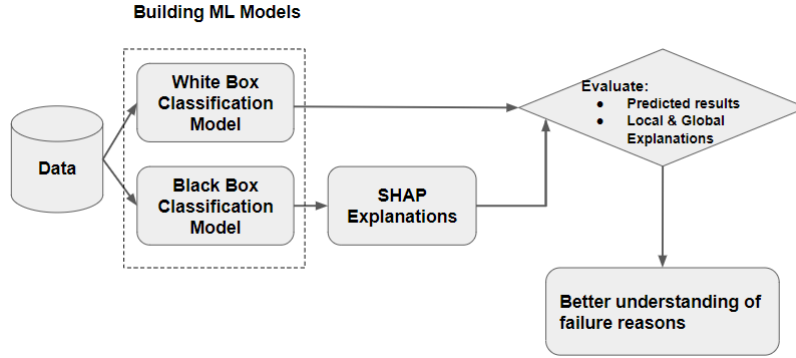 Building ML Models
White Box
Classification
Model
Data
Black Box
Classification
Model
SHAP
Explanations
Evaluate:
● Predicted results
● Local & Global
Explanations
Better understanding of
failure reasons